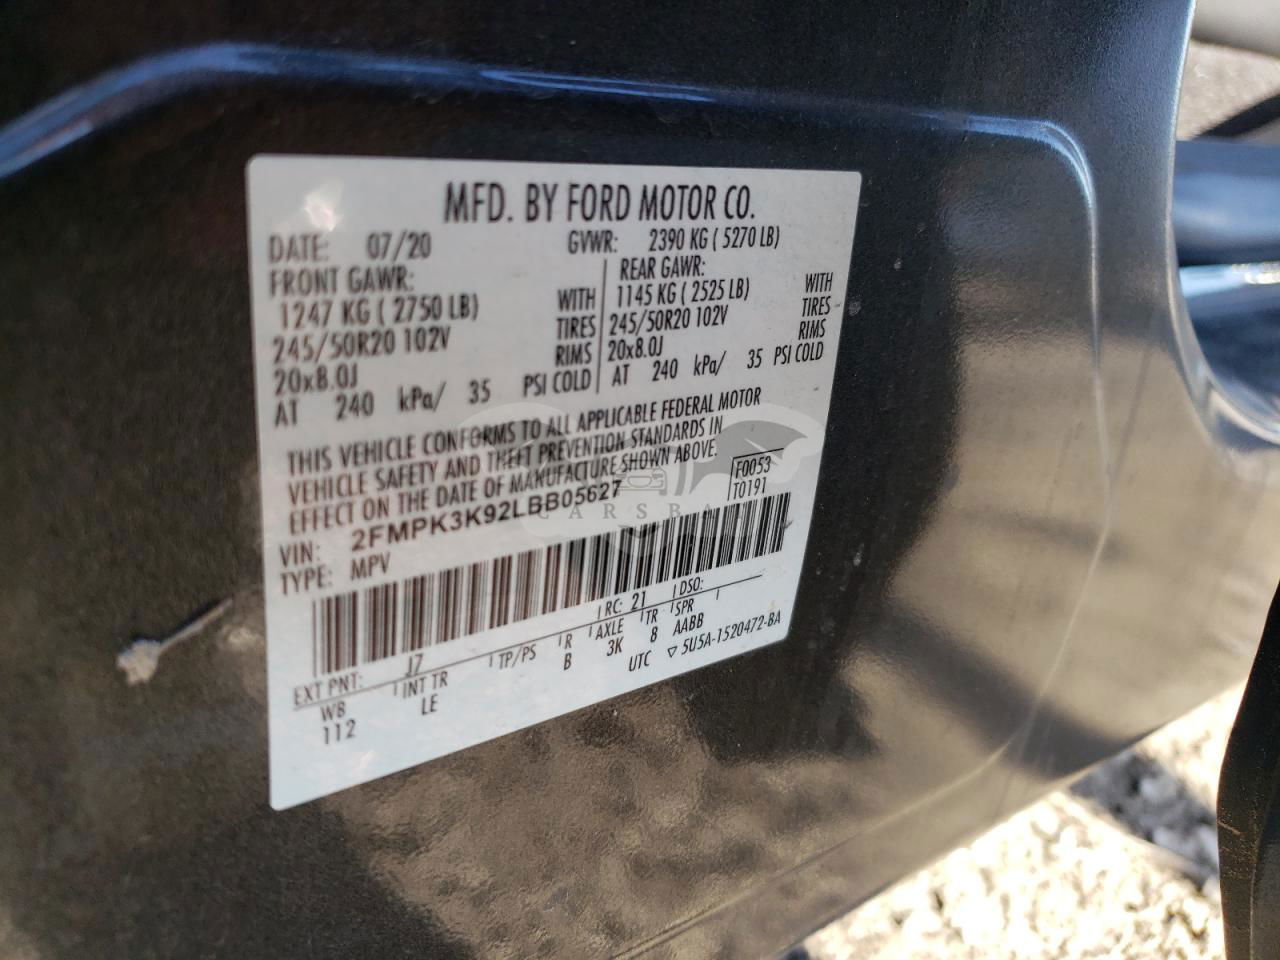 MFD. BY FORD MOTOR CO.
DATE: 07/20 GVWR: 2390 KG ( 5270 LB)
FRONT GAWR: REAR GAWR:
1247 KG ( 2750 LB) WITH 1145 KG ( 2525 LB) WITH
245/50R20 102V TIRES 245/50R20 102V TIRES
20x8.0J RIMS 20x8.0J RIMS
AT 240 kPa/ 35 PSI COLD AT 240 kPa/ 35 PSI COLD
THIS VEHICLE CONFORMS TO ALL APPLICABLE FEDERAL MOTOR
VEHICLE SAFETY AND THEFT PREVENTION STANDARDS IN
EFFECT ON THE DATE OF MANUFACTURE SHOWN ABOVE.
VIN: 2FMPK3K92LBB05627 F0053
TYPE: MPV T0191
EXT PNT: J7 RC: 21 DSO:
WB INT TR TP/PS R AXLE TR SPR
112 LE B 3K 8 AABB
UTC ▽ 5U5A-1520472-BA